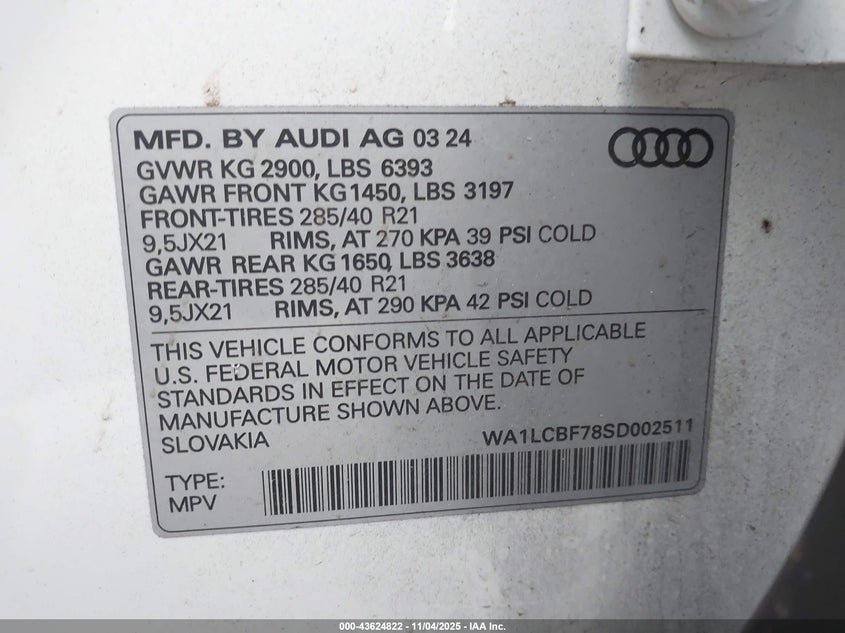 MFD. BY AUDI AG 03 24
GVWR KG 2900, LBS 6393
GAWR FRONT KG 1450, LBS 3197
FRONT-TIRES 285/40 R21
9,5JX21 RIMS, AT 270 KPA 39 PSI COLD
GAWR REAR KG 1650, LBS 3638
REAR-TIRES 285/40 R21
9,5JX21 RIMS, AT 290 KPA 42 PSI COLD
THIS VEHICLE CONFORMS TO ALL APPLICABLE
U.S. FEDERAL MOTOR VEHICLE SAFETY
STANDARDS IN EFFECT ON THE DATE OF
MANUFACTURE SHOWN ABOVE.
SLOVAKIA WA1LCBF78SD002511
TYPE:
MPV
000-43624822 - 11/04/2025 - IAA Inc.